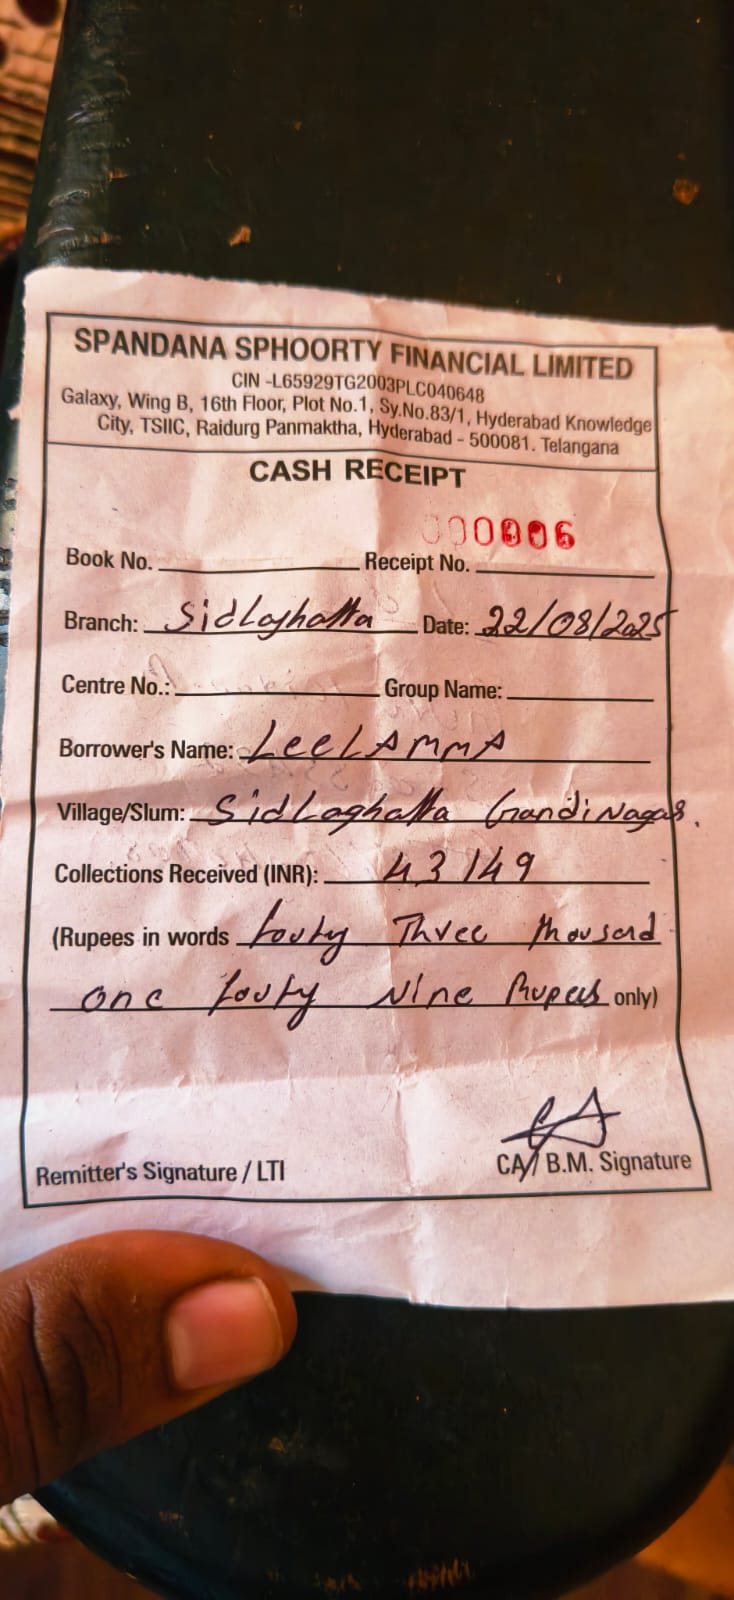 SPANDANA SPHOORTY FINANCIAL LIMITED
CIN -L65929TG2003PLC040648
Galaxy, Wing B, 16th Floor, Plot No.1, Sy.No.83/1, Hyderabad Knowledge
City, TSIIC, Raidurg Panmaktha, Hyderabad - 500081. Telangana
CASH RECEIPT
000006
Book No. Receipt No.
Branch: Sidlaghatta Date: 22/08/2025
Centre No.: Group Name:
Borrower's Name: LeeLAmmA
Village/Slum: Sidlaghatta Gandinagar.
Collections Received (INR): 43149
(Rupees in words fouty Three thousand
one fouty Nine Rupees only)
Remitter's Signature / LTI CA / B.M. Signature